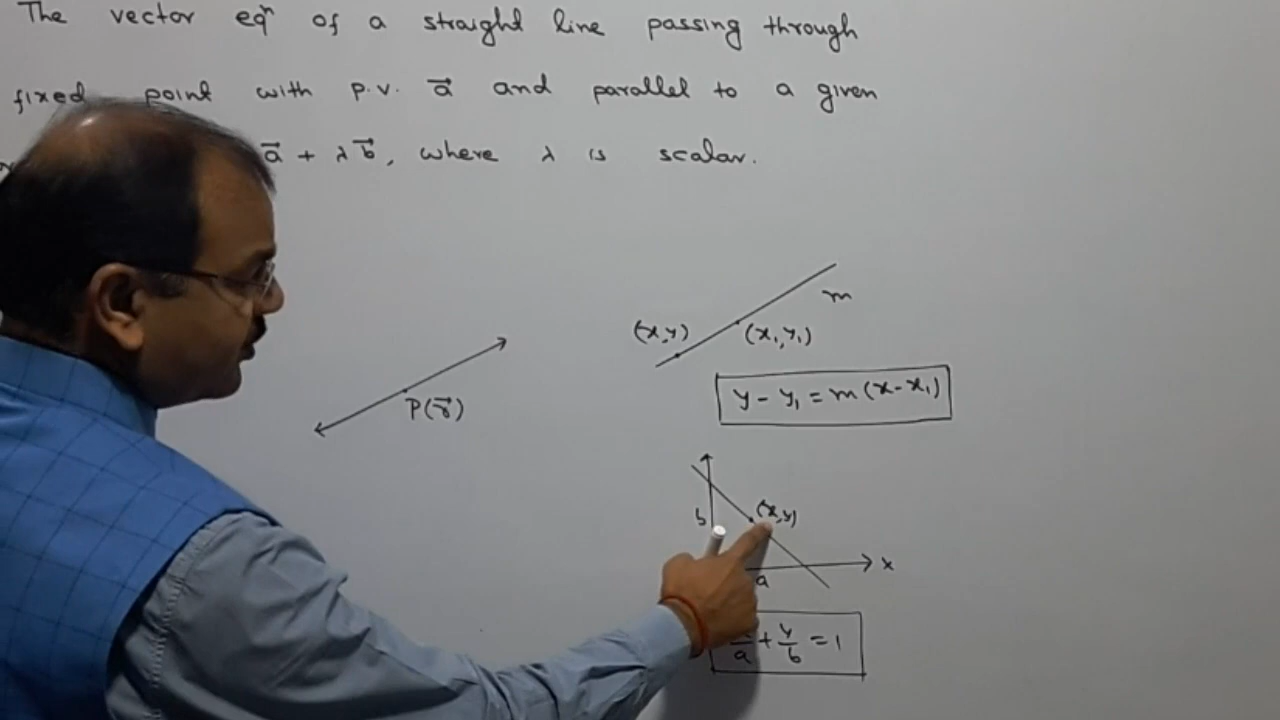 The vector eqⁿ of a straight line passing through
fixed point with p.v. a⃗ and parallel to a given
a⃗ + λb⃗, where λ is scalar.
m
(x,y)
(x₁,y₁)
P(r⃗)
y - y₁ = m(x-x₁)
b
(x,y)
x
a
a + y/b = 1